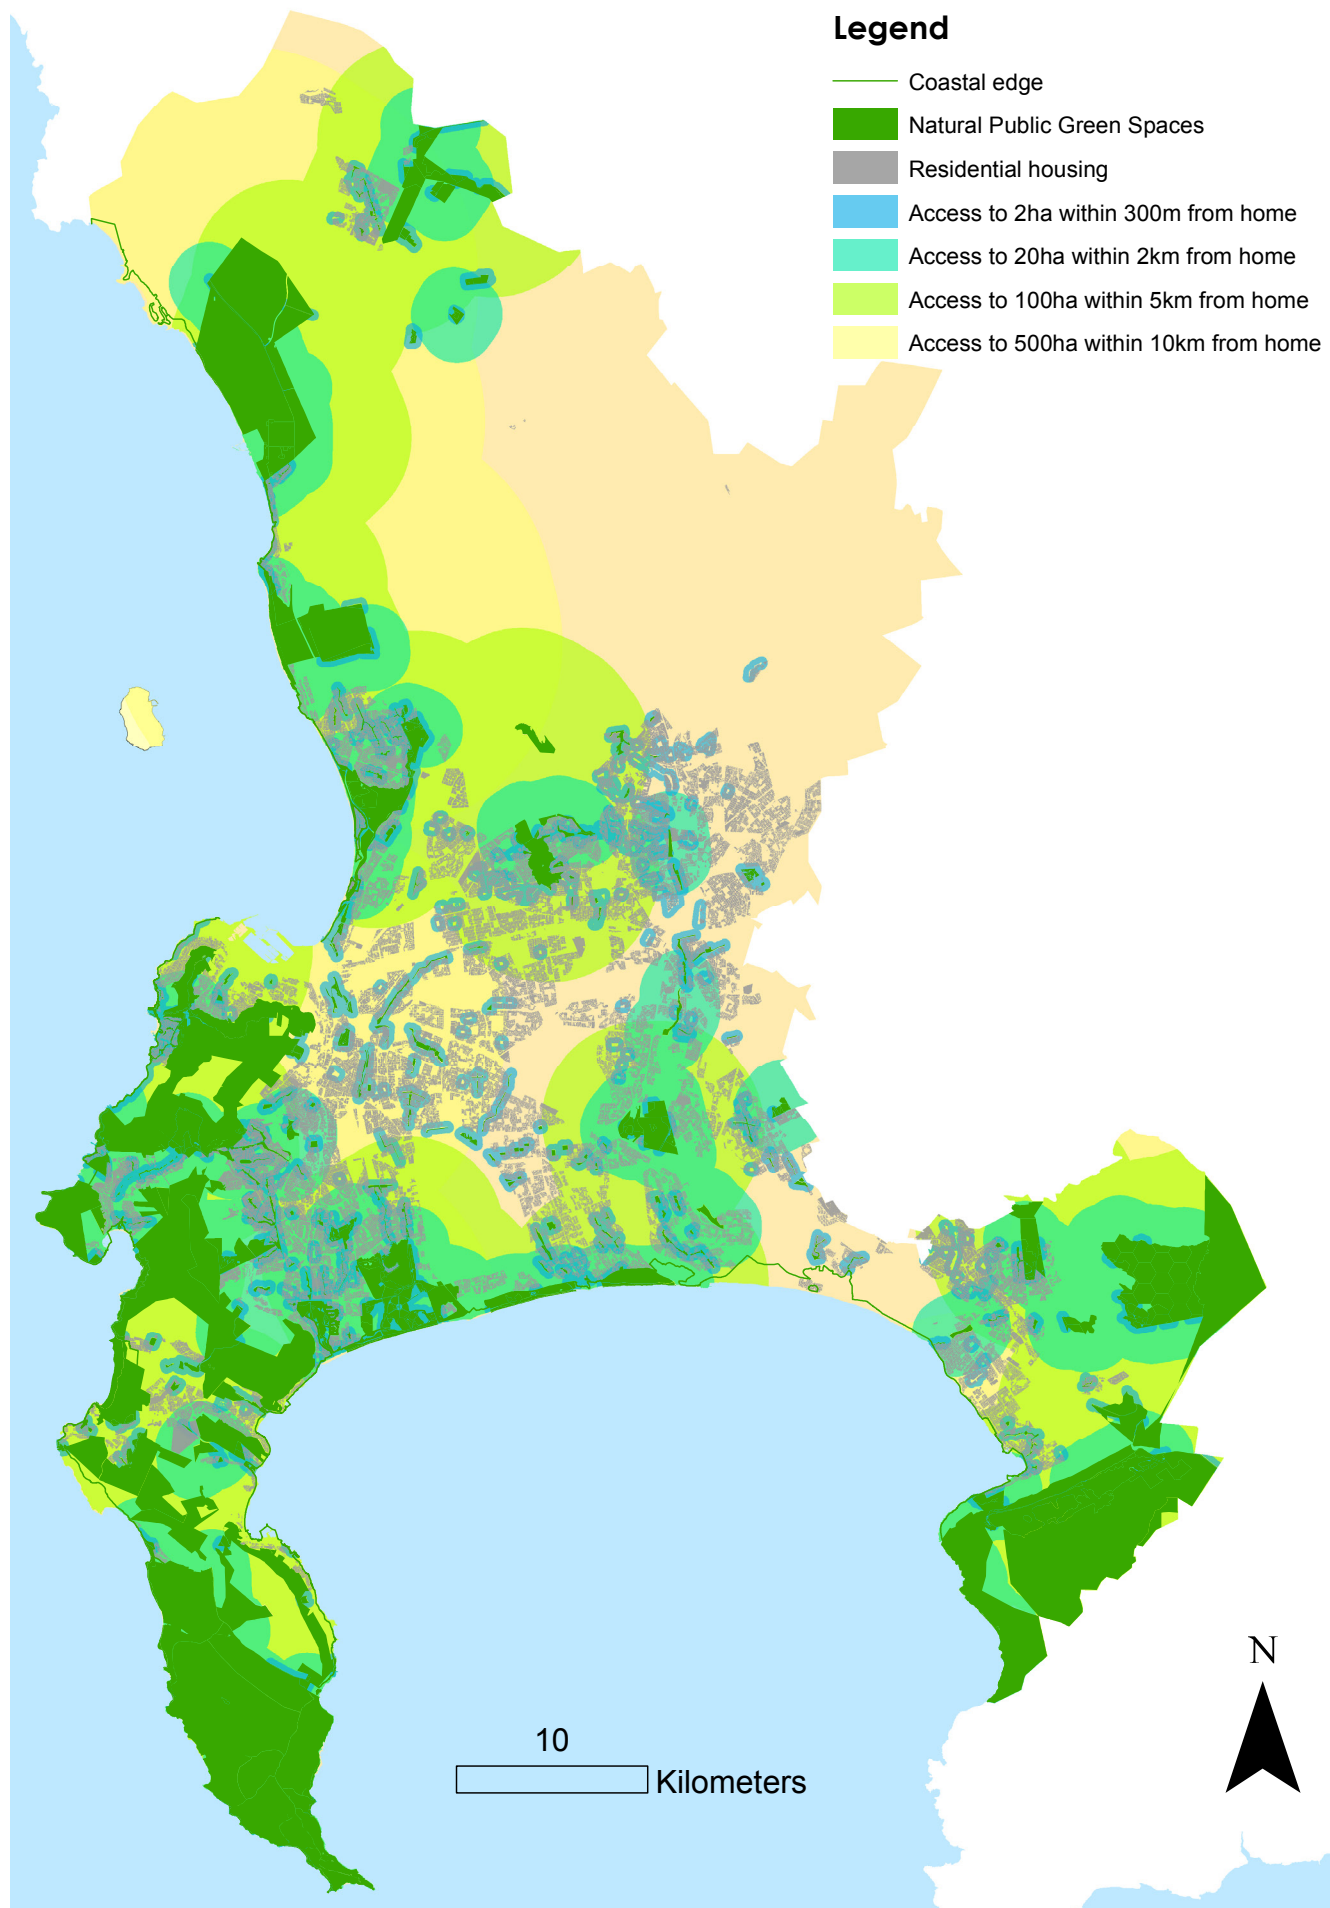 Legend
Coastal edge
Natural Public Green Spaces
Residential housing
Access to 2ha within 300m from home
Access to 20ha within 2km from home
Access to 100ha within 5km from home
Access to 500ha within 10km from home
N
10
Kilometers